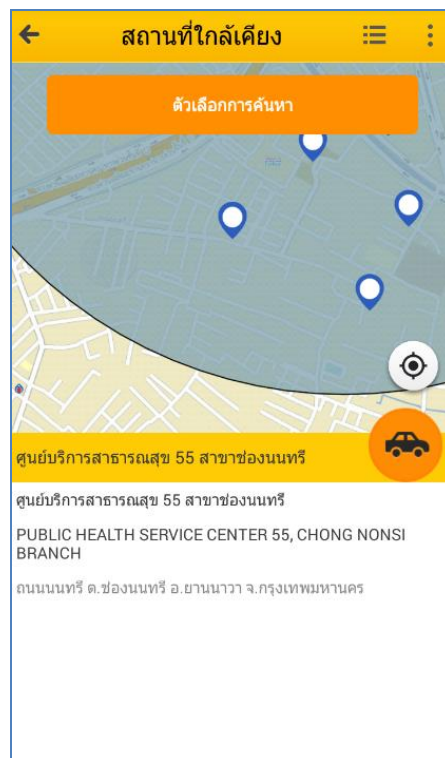 สถานที่ใกล้เคียง
ตัวเลือกการค้นหา
ศูนย์บริการสาธารณสุข 55 สาขาช่องนนทรี
ศูนย์บริการสาธารณสุข 55 สาขาช่องนนทรี
PUBLIC HEALTH SERVICE CENTER 55, CHONG NONSI
BRANCH
ถนนนนทรี ต.ช่องนนทรี อ.ยานนาวา จ.กรุงเทพมหานคร